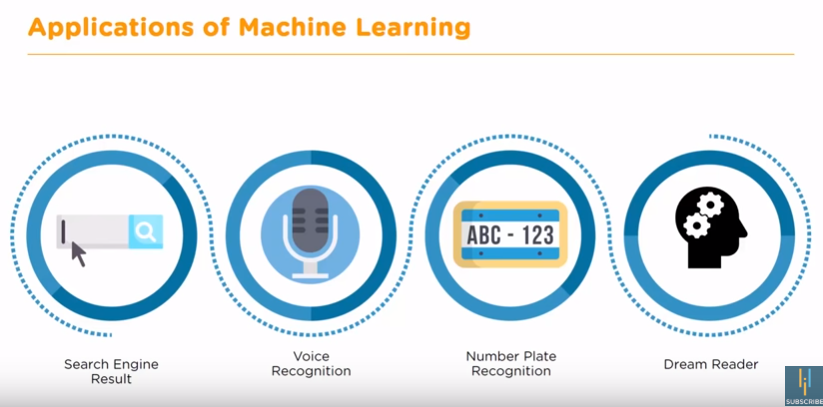 Applications of Machine Learning
ABC - 123
Search Engine
Result
Voice
Recognition
Number Plate
Recognition
Dream Reader
SUBSCRIBE